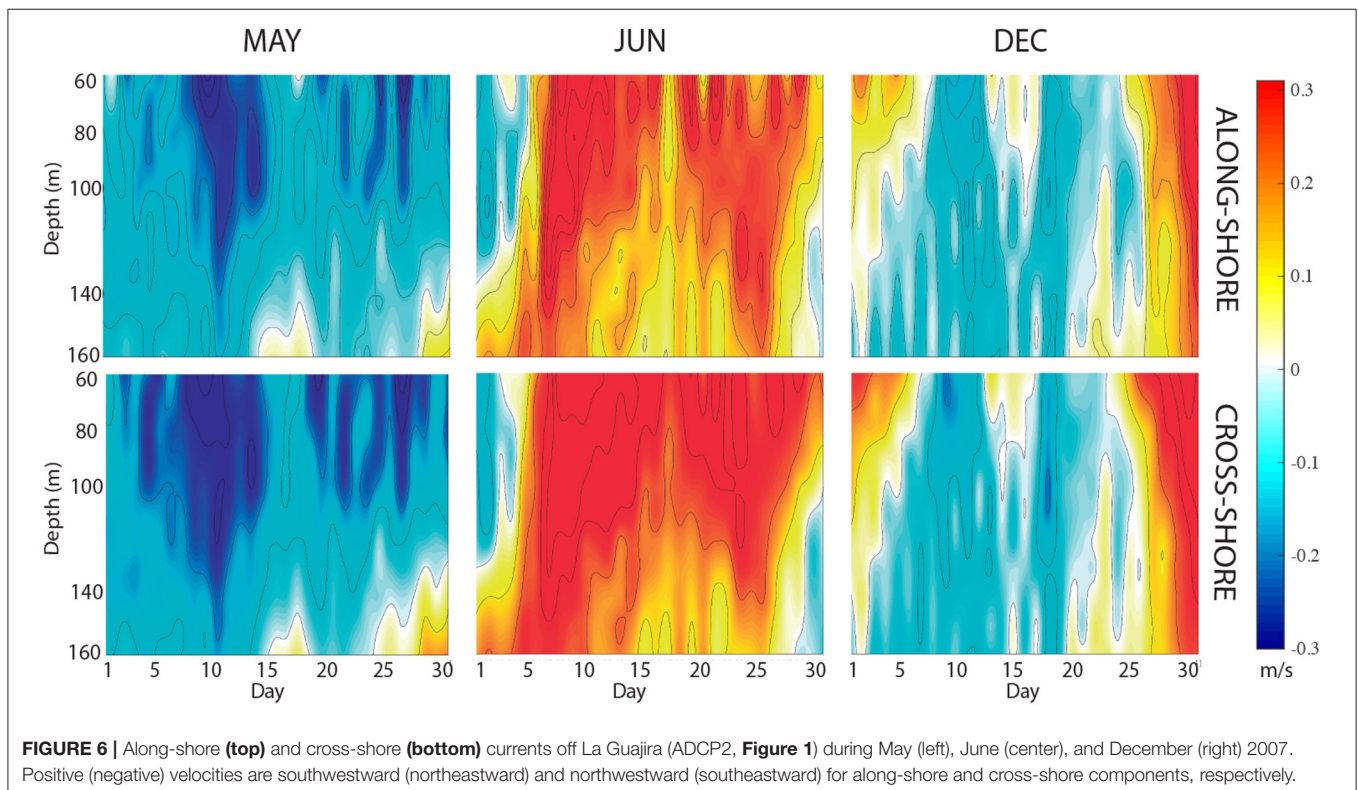 MAY
JUN
DEC
60
80
100
140
160
Depth (m)
ALONG-SHORE
60
80
100
140
160
Depth (m)
CROSS-SHORE
1 5 10 15 20 25 30
Day
1 5 10 15 20 25 30
Day
1 5 10 15 20 25 30
Day
0.3
0.2
0.1
0
-0.1
-0.2
-0.3
m/s
FIGURE 6 | Along-shore (top) and cross-shore (bottom) currents off La Guajira (ADCP2, Figure 1) during May (left), June (center), and December (right) 2007.
Positive (negative) velocities are southwestward (northeastward) and northwestward (southeastward) for along-shore and cross-shore components, respectively.